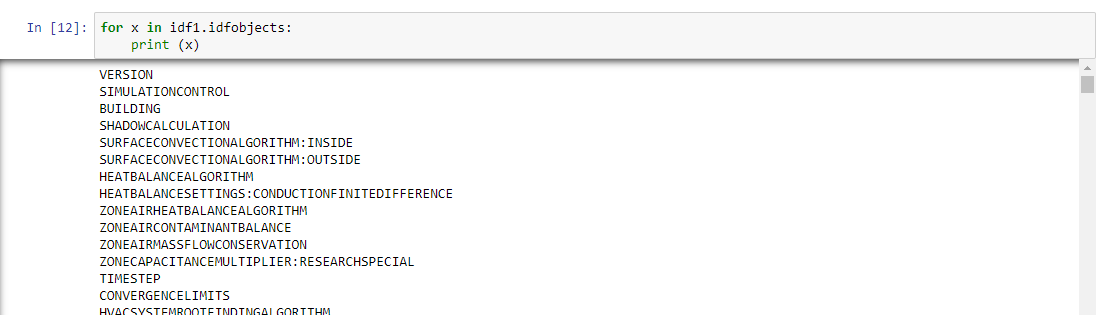 In [12]: for x in idf1.idfobjects:
    print (x)
VERSION
SIMULATIONCONTROL
BUILDING
SHADOWCALCULATION
SURFACECONVECTIONALGORITHM:INSIDE
SURFACECONVECTIONALGORITHM:OUTSIDE
HEATBALANCEALGORITHM
HEATBALANCESETTINGS:CONDUCTIONFINITEDIFFERENCE
ZONEAIRHEATBALANCEALGORITHM
ZONEAIRCONTAMINANTBALANCE
ZONEAIRMASSFLOWCONSERVATION
ZONECAPACITANCEMULTIPLIER:RESEARCHSPECIAL
TIMESTEP
CONVERGENCELIMITS
HVACSYSTEMROOTFINDINGALGORITHM